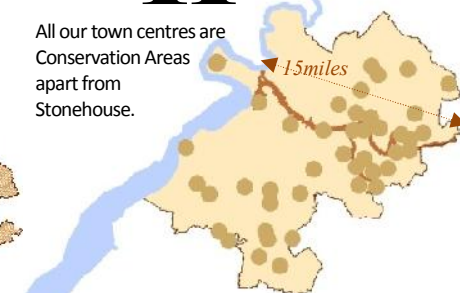 All our town centres are
Conservation Areas
apart from
Stonehouse.
15miles